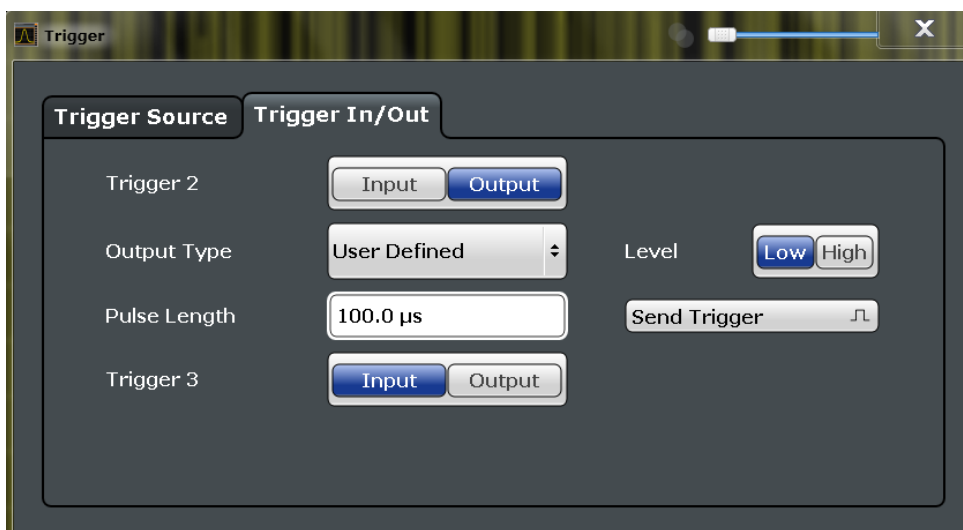 Trigger
X
Trigger Source Trigger In/Out
Trigger 2 Input Output
Output Type User Defined Level Low High
Pulse Length 100.0 µs Send Trigger
Trigger 3 Input Output